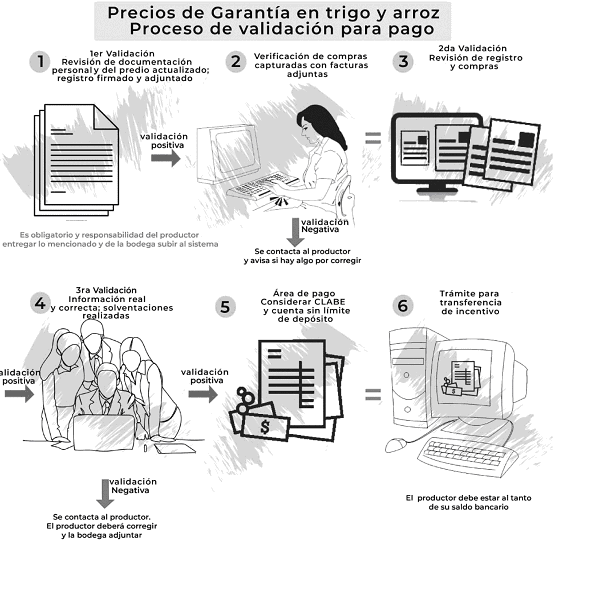 Precios de Garantía en trigo y arroz
Proceso de validación para pago
1
1er Validación
Revisión de documentación
personal y del predio actualizado;
registro firmado y adjuntado
2
Verificación de compras
capturadas con facturas
adjuntas
3
2da Validación
Revisión de registro
y compras
validación
positiva
=
Es obligatorio y responsabilidad del productor
entregar lo mencionado y de la bodega subir al sistema
validación
Negativa
Se contacta al productor
y avisa si hay algo por corregir
4
3ra Validación
Información real
y correcta; solventaciones
realizadas
5
Área de pago
Considerar CLABE
y cuenta sin límite
de depósito
6
Trámite para
transferencia
de incentivo
alidación
positiva
validación
positiva
$
=
validación
Negativa
Se contacta al productor.
El productor deberá corregir
y la bodega adjuntar
El productor debe estar al tanto
de su saldo bancario